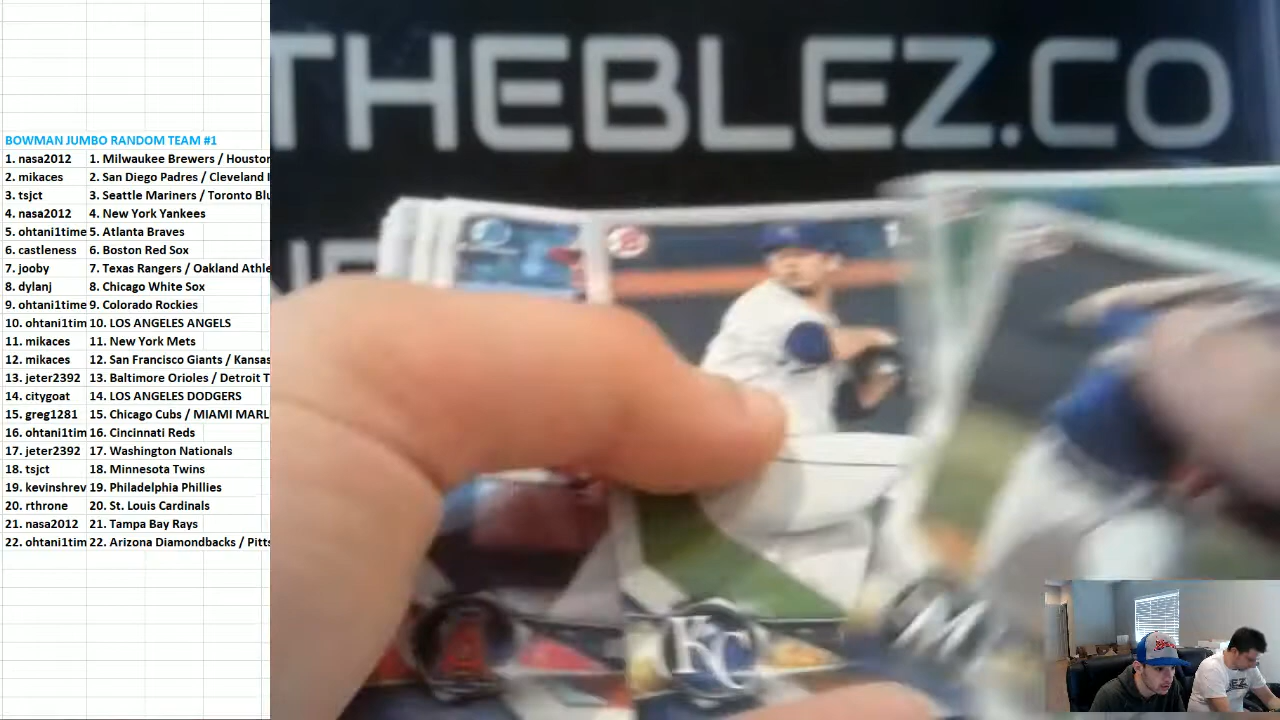 THEBLEZ.CO
BOWMAN JUMBO RANDOM TEAM #1
1. nasa2012 1. Milwaukee Brewers / Houston
2. mikaces 2. San Diego Padres / Cleveland I
3. tsjct 3. Seattle Mariners / Toronto Blu
4. nasa2012 4. New York Yankees
5. ohtani1time 5. Atlanta Braves
6. castleness 6. Boston Red Sox
7. jooby 7. Texas Rangers / Oakland Athle
8. dylanj 8. Chicago White Sox
9. ohtani1time 9. Colorado Rockies
10. ohtani1tim 10. LOS ANGELES ANGELS
11. mikaces 11. New York Mets
12. mikaces 12. San Francisco Giants / Kansas
13. jeter2392 13. Baltimore Orioles / Detroit T
14. citygoat 14. LOS ANGELES DODGERS
15. greg1281 15. Chicago Cubs / MIAMI MARL
16. ohtani1tim 16. Cincinnati Reds
17. jeter2392 17. Washington Nationals
18. tsjct 18. Minnesota Twins
19. kevinshrev 19. Philadelphia Phillies
20. rthrone 20. St. Louis Cardinals
21. nasa2012 21. Tampa Bay Rays
22. ohtani1tim 22. Arizona Diamondbacks / Pitts
KC
M